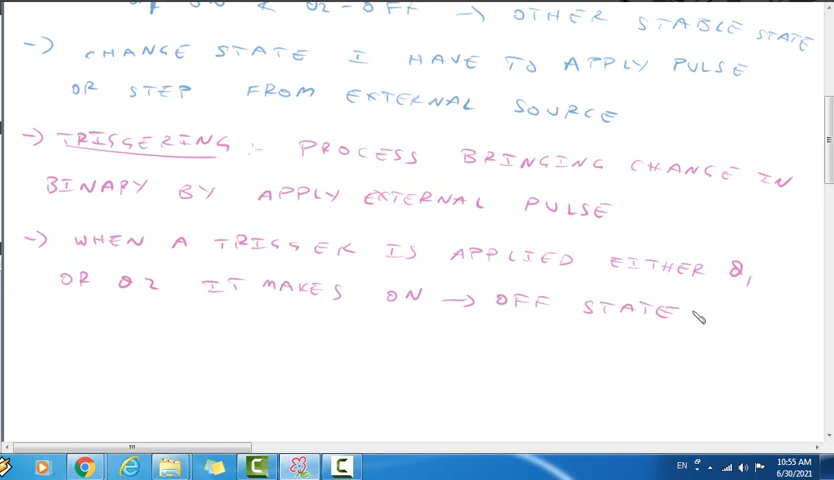 ON & Q2-OFF → OTHER STABLE STATE
→) CHANGE STATE I HAVE TO APPLY PULSE
OR STEP FROM EXTERNAL SOURCE
→) TRIGGERING :- PROCESS BRINGING CHANGE IN
BINARY BY APPLY EXTERNAL PULSE
→) WHEN A TRIGGER IS APPLIED EITHER Q1
OR Q2 IT MAKES ON → OFF STATE
EN
10:55 AM
6/30/2021